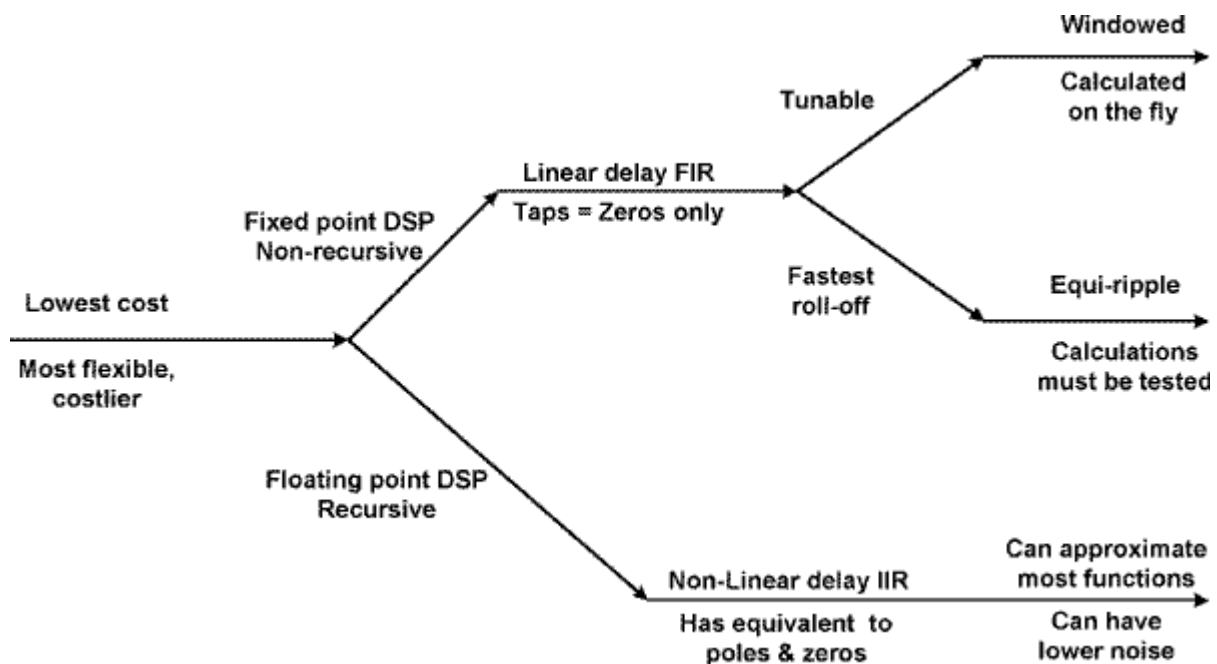 Windowed
Calculated
on the fly
Tunable
Linear delay FIR
Taps = Zeros only
Fixed point DSP
Non-recursive
Fastest
roll-off
Equi-ripple
Calculations
must be tested
Lowest cost
Most flexible,
costlier
Floating point DSP
Recursive
Non-Linear delay IIR
Has equivalent to
poles & zeros
Can approximate
most functions
Can have
lower noise